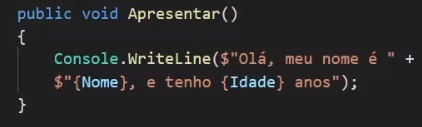 public void Apresentar()
{
Console.WriteLine($"Olá, meu nome é " +
$"{Nome}, e tenho {Idade} anos");
}